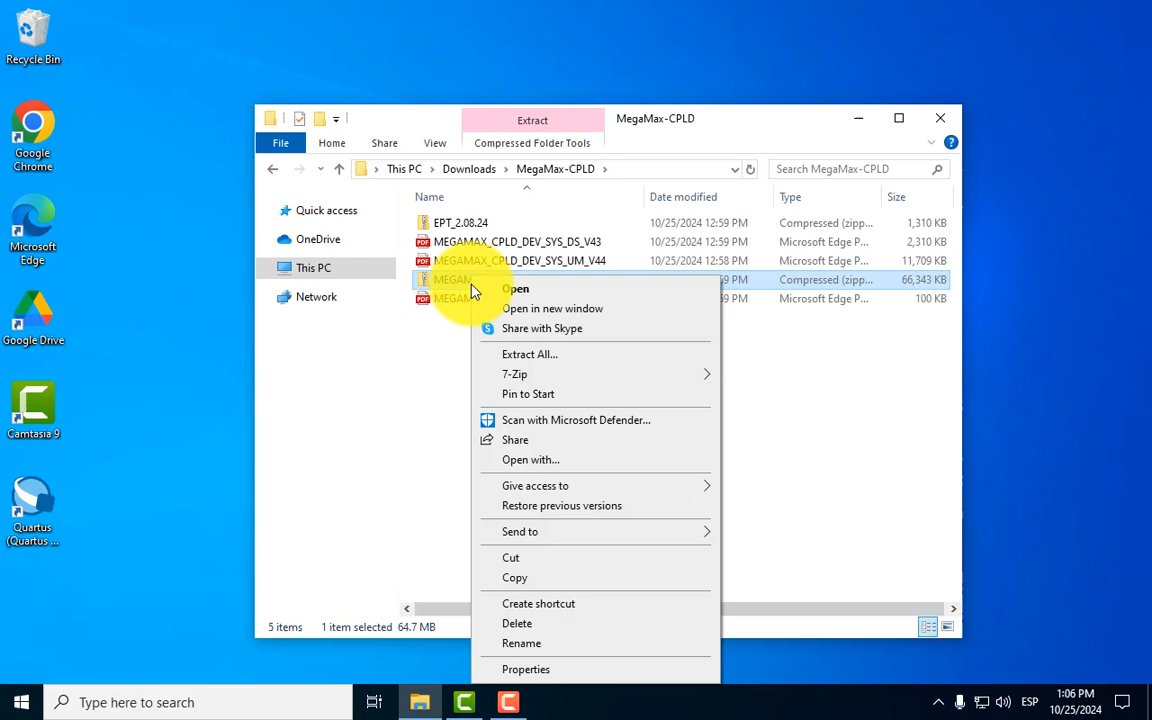 Recycle Bin
Google
Chrome
Microsoft
Edge
Google Drive
Camtasia 9
Quartus
(Quartus ...
Extract
MegaMax-CPLD
File
Home
Share
View
Compressed Folder Tools
This PC
Downloads
MegaMax-CPLD
Search MegaMax-CPLD
Quick access
OneDrive
This PC
Network
Name
Date modified
Type
Size
EPT_2.08.24
10/25/2024 12:59 PM
Compressed (zipp...
1,310 KB
MEGAMAX_CPLD_DEV_SYS_DS_V43
10/25/2024 12:59 PM
Microsoft Edge P...
2,310 KB
MEGAMAX_CPLD_DEV_SYS_UM_V44
10/25/2024 12:58 PM
Microsoft Edge P...
11,709 KB
MEGAM
59 PM
Compressed (zipp...
66,343 KB
MEGAM
59 PM
Microsoft Edge P...
100 KB
Open
Open in new window
Share with Skype
Extract All...
7-Zip
Pin to Start
Scan with Microsoft Defender...
Share
Open with...
Give access to
Restore previous versions
Send to
Cut
Copy
Create shortcut
Delete
Rename
Properties
5 items
1 item selected 64.7 MB
Type here to search
ESP
1:06 PM
10/25/2024